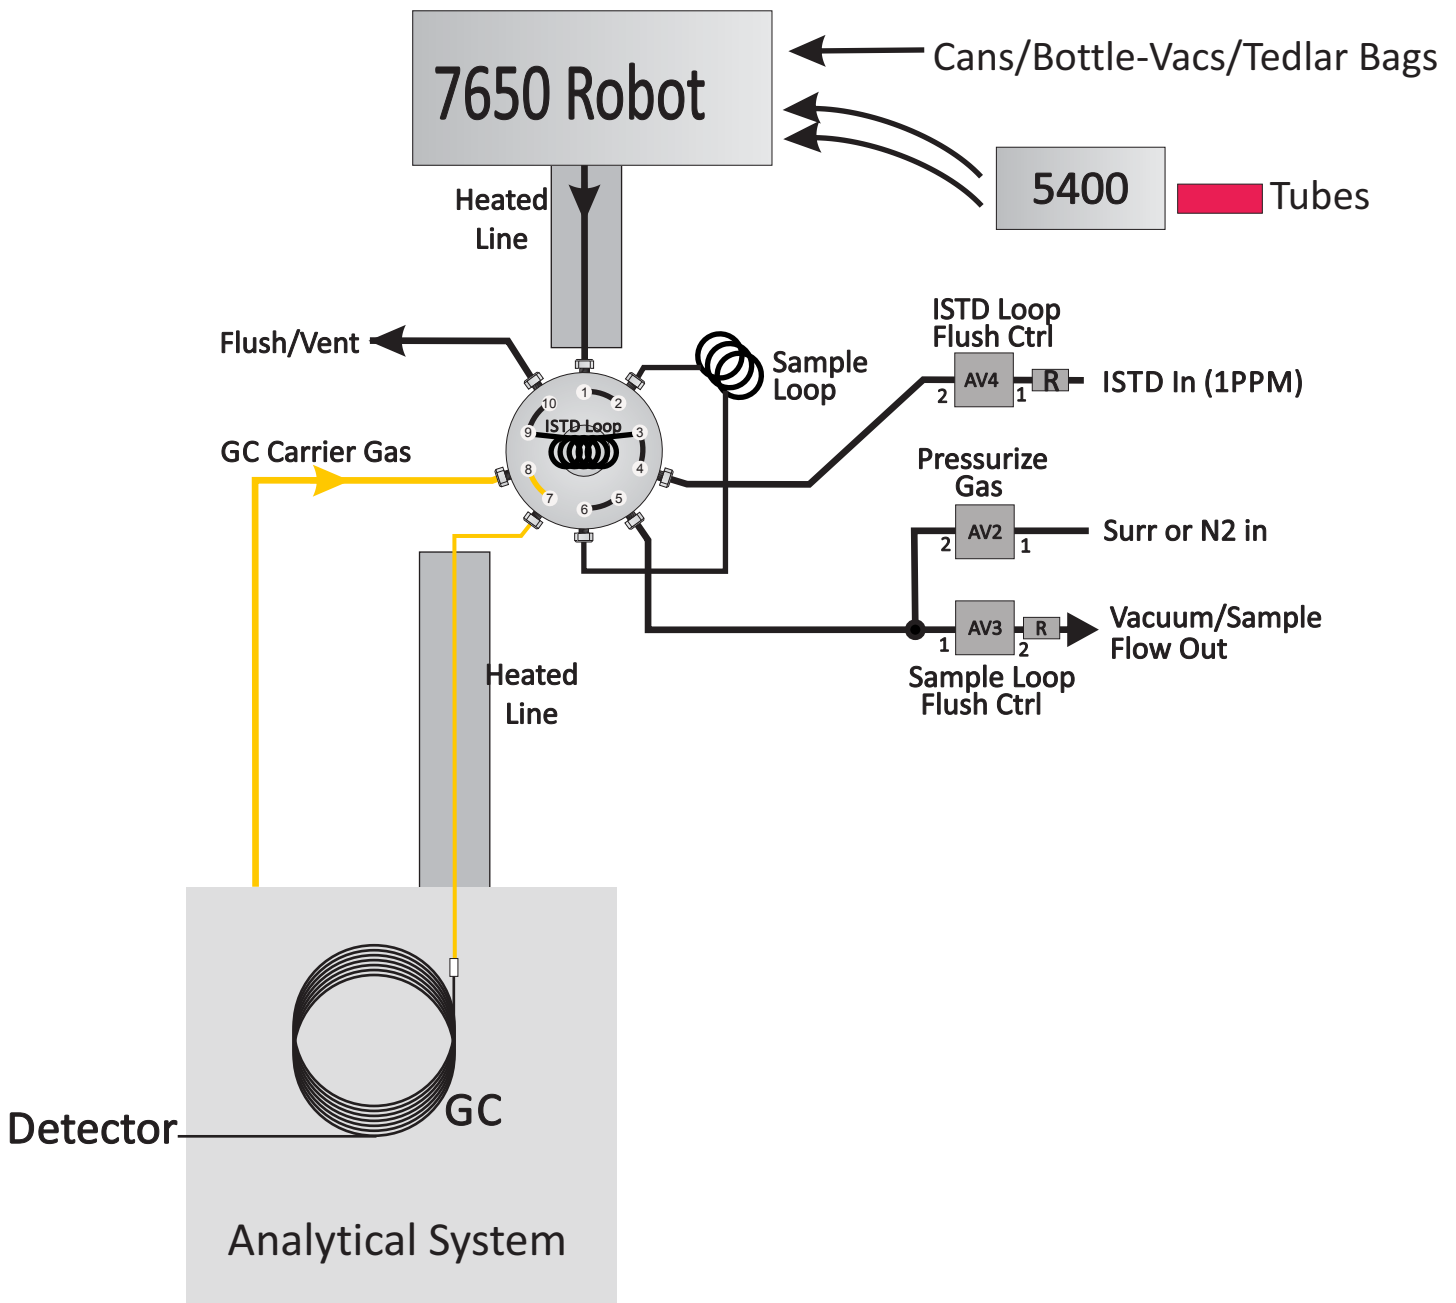 7650 Robot
Cans/Bottle-Vacs/Tedlar Bags
5400
Tubes
Heated
Line
Flush/Vent
Sample
Loop
ISTD Loop
Flush Ctrl
AV4
2
1
R
ISTD In (1PPM)
1
2
3
4
5
6
7
8
9
10
ISTD Loop
GC Carrier Gas
Pressurize
Gas
AV2
2
1
Surr or N2 in
AV3
1
2
R
Vacuum/Sample
Flow Out
Sample Loop
Flush Ctrl
Heated
Line
GC
Detector
Analytical System